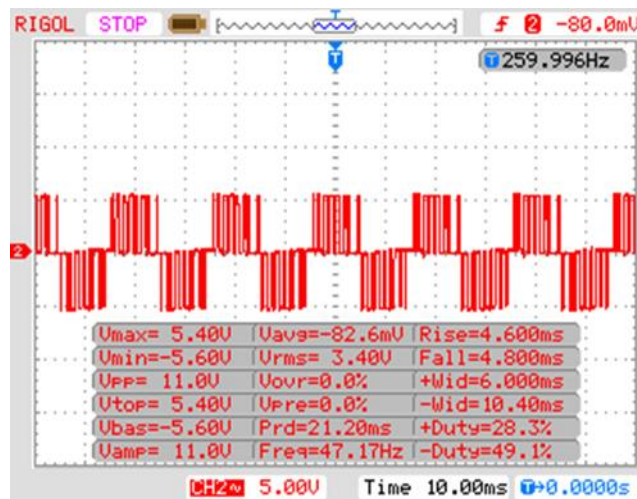 RIGOL STOP T f 2 -80.0mV
T 259.996Hz
T
2
Vmax= 5.40V Vavg=-82.6mV Rise=4.600ms
Vmin=-5.60V Vrms= 3.40V Fall=4.800ms
Vpp= 11.0V Vovr=0.0% +Wid=6.000ms
Vtop= 5.40V Vpre=0.0% -Wid=10.40ms
Vbas=-5.60V Prd=21.20ms +Duty=28.3%
Vamp= 11.0V Freq=47.17Hz -Duty=49.1%
CH2~ 5.00V Time 10.00ms T→0.0000s